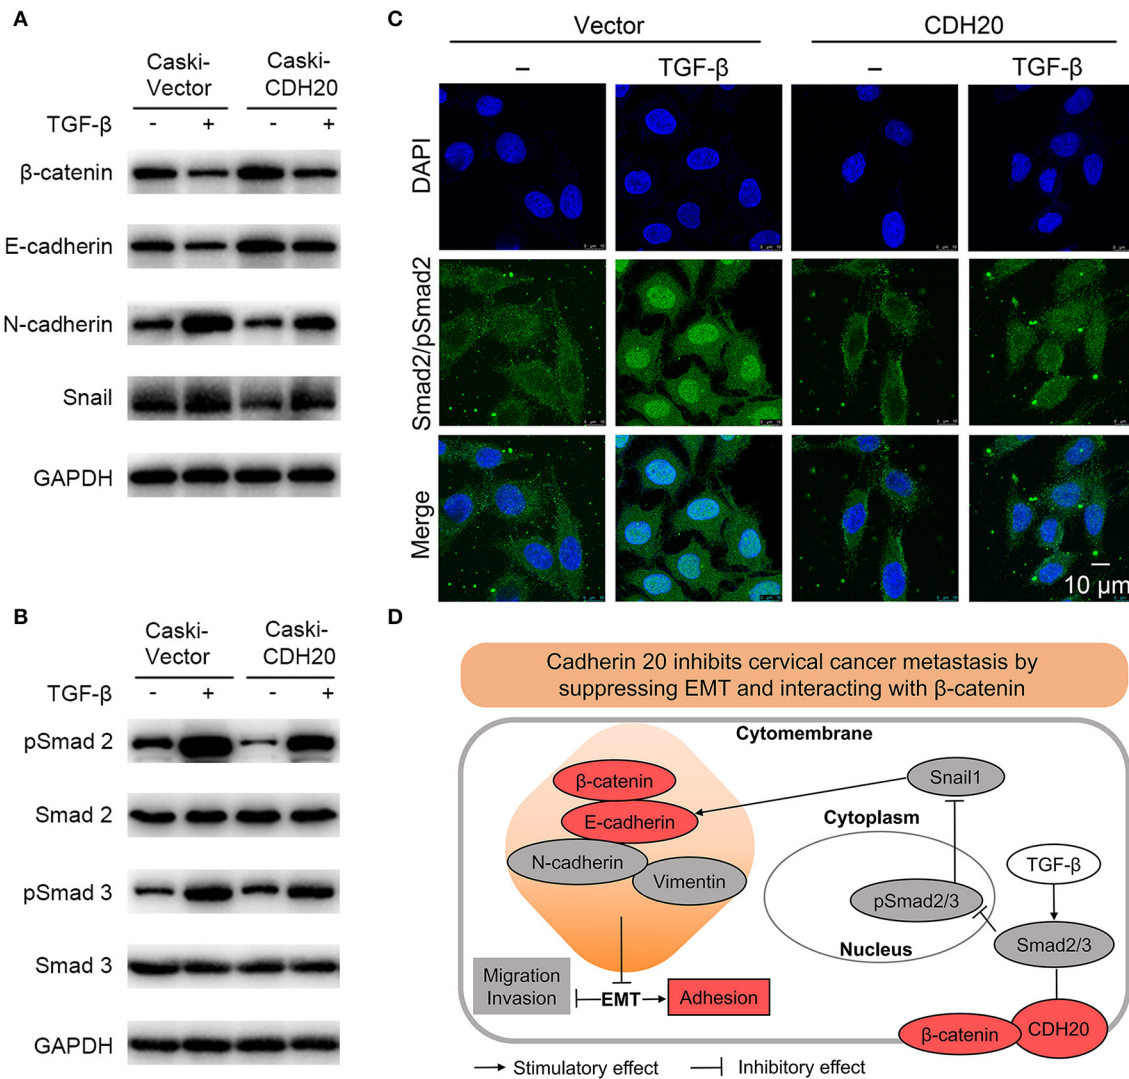 A
Caski-
Vector
Caski-
CDH20
TGF-β - + - +
β-catenin
E-cadherin
N-cadherin
Snail
GAPDH
B
Caski-
Vector
Caski-
CDH20
TGF-β - + - +
pSmad 2
Smad 2
pSmad 3
Smad 3
GAPDH
C
Vector CDH20
– TGF-β – TGF-β
DAPI
Smad2/pSmad2
Merge
10 μm
D
Cadherin 20 inhibits cervical cancer metastasis by
suppressing EMT and interacting with β-catenin
Cytomembrane
β-catenin
E-cadherin
N-cadherin
Vimentin
Snail1
Cytoplasm
TGF-β
pSmad2/3
Nucleus
Smad2/3
Migration
Invasion
EMT
Adhesion
β-catenin
CDH20
Stimulatory effect
Inhibitory effect